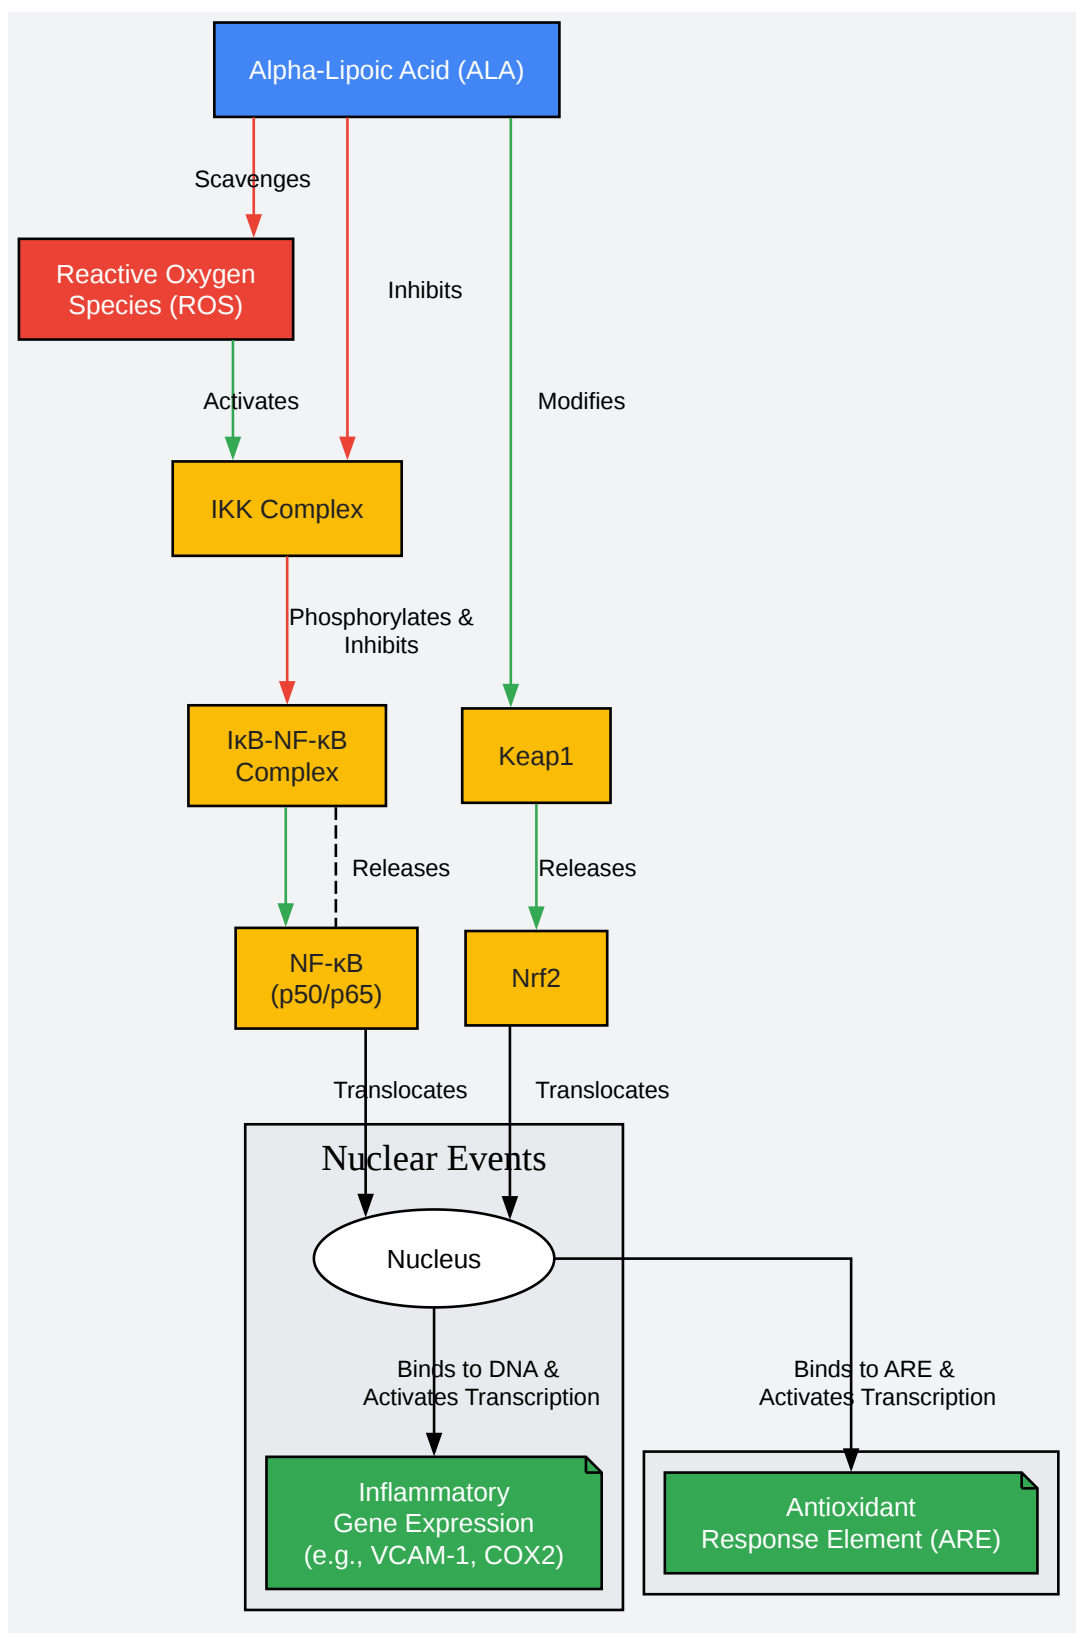 Alpha-Lipoic Acid (ALA)
Scavenges
Reactive Oxygen
Species (ROS)
Inhibits
Activates
Modifies
IKK Complex
Phosphorylates &
Inhibits
IκB-NF-κB
Complex
Keap1
Releases
Releases
NF-κB
(p50/p65)
Nrf2
Translocates
Translocates
Nuclear Events
Nucleus
Binds to DNA &
Activates Transcription
Binds to ARE &
Activates Transcription
Inflammatory
Gene Expression
(e.g., VCAM-1, COX2)
Antioxidant
Response Element (ARE)